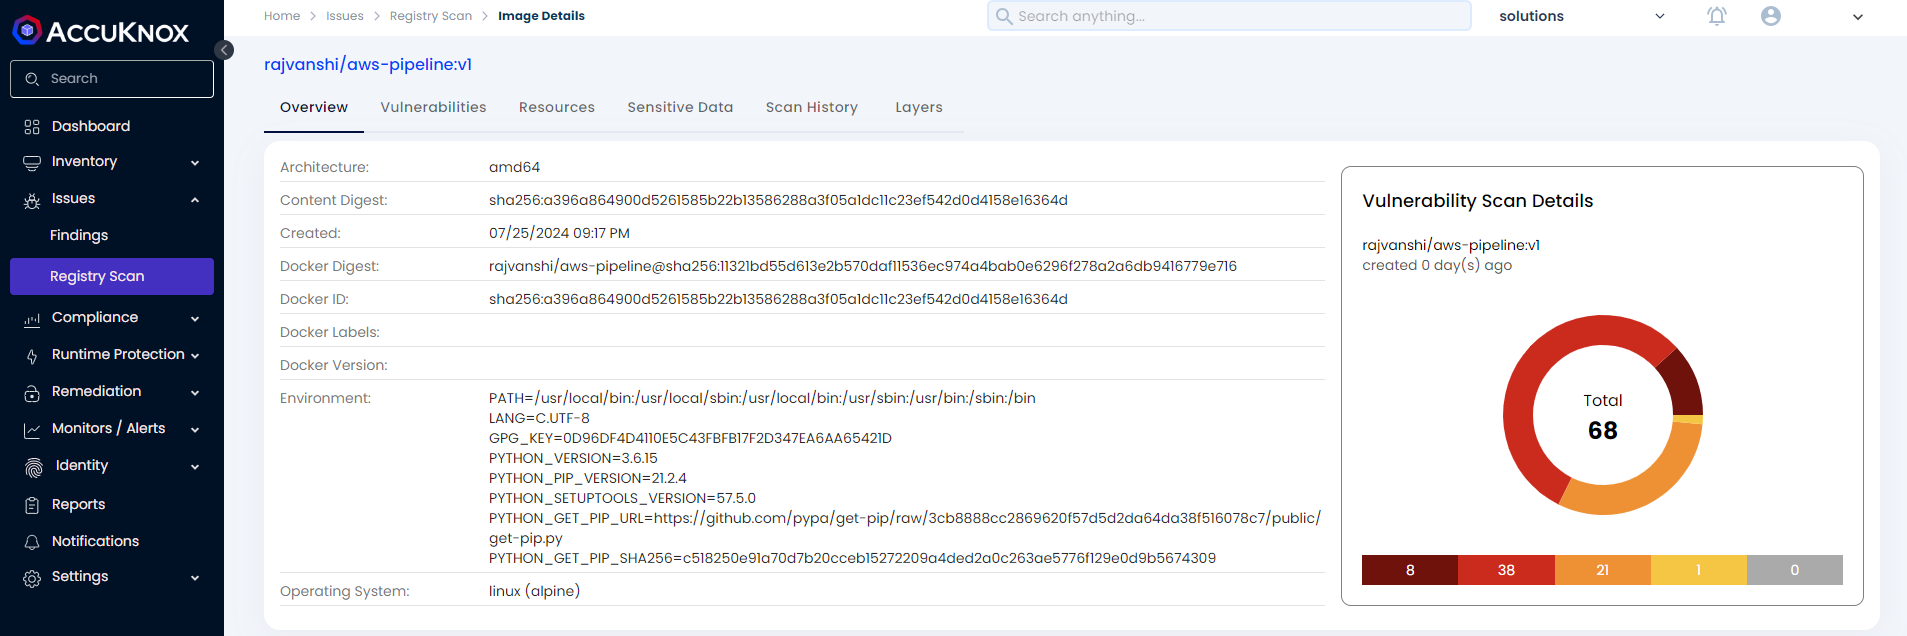 ACCUKNOX
Search
Dashboard
Inventory
Issues
Findings
Registry Scan
Compliance
Runtime Protection
Remediation
Monitors / Alerts
Identity
Reports
Notifications
Settings
Home > Issues > Registry Scan > Image Details
Search anything...
solutions
rajvanshi/aws-pipeline:v1
Overview Vulnerabilities Resources Sensitive Data Scan History Layers
Architecture: amd64
Content Digest: sha256:a396a864900d5261585b22b13586288a3f05a1dc11c23ef542d0d4158e16364d
Created: 07/25/2024 09:17 PM
Docker Digest: rajvanshi/aws-pipeline@sha256:11321bd55d613e2b570daf11536ec974a4bab0e6296f278a2a6db9416779e716
Docker ID: sha256:a396a864900d5261585b22b13586288a3f05a1dc11c23ef542d0d4158e16364d
Docker Labels:
Docker Version:
Environment: PATH=/usr/local/bin:/usr/local/sbin:/usr/local/bin:/usr/sbin:/usr/bin:/sbin:/bin
LANG=C.UTF-8
GPG_KEY=0D96DF4D4110E5C43FBFB17F2D347EA6AA65421D
PYTHON_VERSION=3.6.15
PYTHON_PIP_VERSION=21.2.4
PYTHON_SETUPTOOLS_VERSION=57.5.0
PYTHON_GET_PIP_URL=https://github.com/pypa/get-pip/raw/3cb8888cc2869620f57d5d2da64da38f516078c7/public/
get-pip.py
PYTHON_GET_PIP_SHA256=c518250e91a70d7b20cceb15272209a4ded2a0c263ae5776f129e0d9b5674309
Operating System: linux (alpine)
Vulnerability Scan Details
rajvanshi/aws-pipeline:v1
created 0 day(s) ago
Total
68
8 38 21 1 0